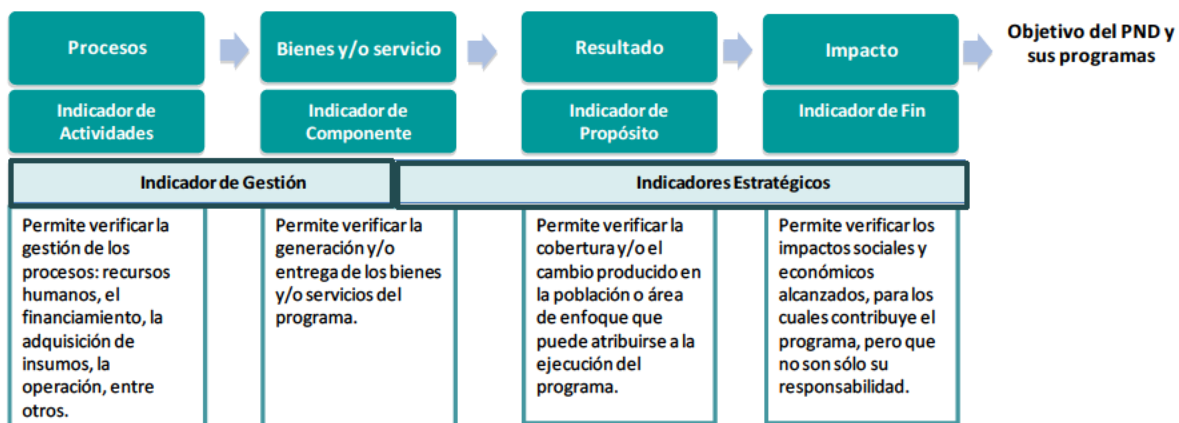 Procesos
Bienes y/o servicio
Resultado
Impacto
Objetivo del PND y
sus programas
Indicador de
Actividades
Indicador de
Componente
Indicador de
Propósito
Indicador de Fin
Indicador de Gestión
Indicadores Estratégicos
Permite verificar la
gestión de los
procesos: recursos
humanos, el
financiamiento, la
adquisición de
insumos, la
operación, entre
otros.
Permite verificar la
generación y/o
entrega de los bienes
y/o servicios del
programa.
Permite verificar la
cobertura y/o el
cambio producido en
la población o área
de enfoque que
puede atribuirse a la
ejecución del
programa.
Permite verificar los
impactos sociales y
económicos
alcanzados, para los
cuales contribuye el
programa, pero que
no son sólo su
responsabilidad.